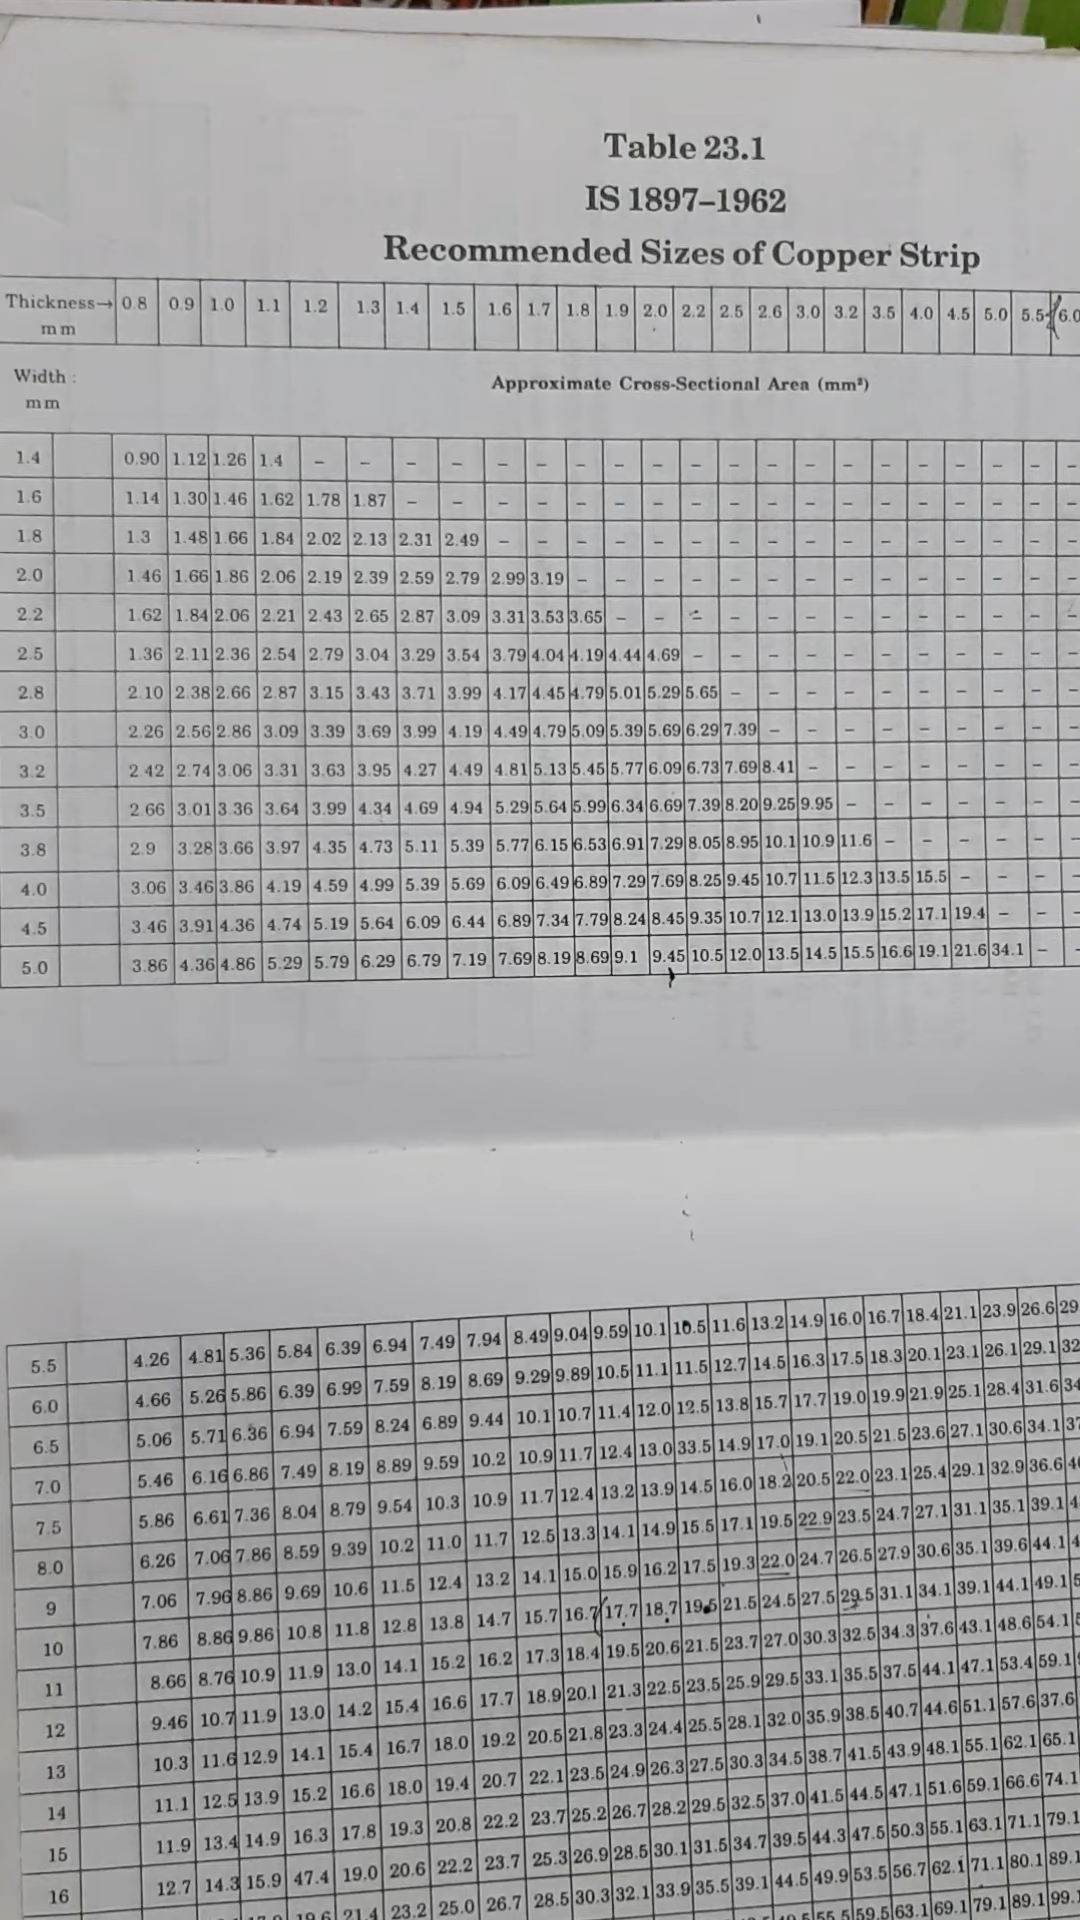 Table 23.1
IS 1897–1962
Recommended Sizes of Copper Strip
Thickness→ 0.8 0.9 1.0 1.1 1.2 1.3 1.4 1.5 1.6 1.7 1.8 1.9 2.0 2.2 2.5 2.6 3.0 3.2 3.5 4.0 4.5 5.0 5.5 6.0
mm
Width : Approximate Cross-Sectional Area (mm²)
mm
1.4 0.90 1.12 1.26 1.4 – – – – – – – – – – – – – – – – – – – –
1.6 1.14 1.30 1.46 1.62 1.78 1.87 – – – – – – – – – – – – – – – – – –
1.8 1.3 1.48 1.66 1.84 2.02 2.13 2.31 2.49 – – – – – – – – – – – – – – – –
2.0 1.46 1.66 1.86 2.06 2.19 2.39 2.59 2.79 2.99 3.19 – – – – – – – – – – – – – –
2.2 1.62 1.84 2.06 2.21 2.43 2.65 2.87 3.09 3.31 3.53 3.65 – – – – – – – – – – – – –
2.5 1.36 2.11 2.36 2.54 2.79 3.04 3.29 3.54 3.79 4.04 4.19 4.44 4.69 – – – – – – – – – – –
2.8 2.10 2.38 2.66 2.87 3.15 3.43 3.71 3.99 4.17 4.45 4.79 5.01 5.29 5.65 – – – – – – – – – –
3.0 2.26 2.56 2.86 3.09 3.39 3.69 3.99 4.19 4.49 4.79 5.09 5.39 5.69 6.29 7.39 – – – – – – – – –
3.2 2.42 2.74 3.06 3.31 3.63 3.95 4.27 4.49 4.81 5.13 5.45 5.77 6.09 6.73 7.69 8.41 – – – – – – – –
3.5 2.66 3.01 3.36 3.64 3.99 4.34 4.69 4.94 5.29 5.64 5.99 6.34 6.69 7.39 8.20 9.25 9.95 – – – – – – –
3.8 2.9 3.28 3.66 3.97 4.35 4.73 5.11 5.39 5.77 6.15 6.53 6.91 7.29 8.05 8.95 10.1 10.9 11.6 – – – – – –
4.0 3.06 3.46 3.86 4.19 4.59 4.99 5.39 5.69 6.09 6.49 6.89 7.29 7.69 8.25 9.45 10.7 11.5 12.3 13.5 15.5 – – – –
4.5 3.46 3.91 4.36 4.74 5.19 5.64 6.09 6.44 6.89 7.34 7.79 8.24 8.45 9.35 10.7 12.1 13.0 13.9 15.2 17.1 19.4 – – –
5.0 3.86 4.36 4.86 5.29 5.79 6.29 6.79 7.19 7.69 8.19 8.69 9.1 9.45 10.5 12.0 13.5 14.5 15.5 16.6 19.1 21.6 34.1 – –
5.5 4.26 4.81 5.36 5.84 6.39 6.94 7.49 7.94 8.49 9.04 9.59 10.1 10.5 11.6 13.2 14.9 16.0 16.7 18.4 21.1 23.9 26.6
6.0 4.66 5.26 5.86 6.39 6.99 7.59 8.19 8.69 9.29 9.89 10.5 11.1 11.5 12.7 14.5 16.3 17.5 18.3 20.1 23.1 26.1 29.1
6.5 5.06 5.71 6.36 6.94 7.59 8.24 6.89 9.44 10.1 10.7 11.4 12.0 12.5 13.8 15.7 17.7 19.0 19.9 21.9 25.1 28.4 31.6
7.0 5.46 6.16 6.86 7.49 8.19 8.89 9.59 10.2 10.9 11.7 12.4 13.0 33.5 14.9 17.0 19.1 20.5 21.5 23.6 27.1 30.6 34.1
7.5 5.86 6.61 7.36 8.04 8.79 9.54 10.3 10.9 11.7 12.4 13.2 13.9 14.5 16.0 18.2 20.5 22.0 23.1 25.4 29.1 32.9 36.6
8.0 6.26 7.06 7.86 8.59 9.39 10.2 11.0 11.7 12.5 13.3 14.1 14.9 15.5 17.1 19.5 22.9 23.5 24.7 27.1 31.1 35.1 39.1
9 7.06 7.96 8.86 9.69 10.6 11.5 12.4 13.2 14.1 15.0 15.9 16.2 17.5 19.3 22.0 24.7 26.5 27.9 30.6 35.1 39.6 44.1
10 7.86 8.86 9.86 10.8 11.8 12.8 13.8 14.7 15.7 16.7 17.7 18.7 19.5 21.5 24.5 27.5 29.5 31.1 34.1 39.1 44.1 49.1
11 8.66 8.76 10.9 11.9 13.0 14.1 15.2 16.2 17.3 18.4 19.5 20.6 21.5 23.7 27.0 30.3 32.5 34.3 37.6 43.1 48.6 54.1
12 9.46 10.7 11.9 13.0 14.2 15.4 16.6 17.7 18.9 20.1 21.3 22.5 23.5 25.9 29.5 33.1 35.5 37.5 44.1 47.1 53.4 59.1
13 10.3 11.6 12.9 14.1 15.4 16.7 18.0 19.2 20.5 21.8 23.3 24.4 25.5 28.1 32.0 35.9 38.5 40.7 44.6 51.1 57.6 37.6
14 11.1 12.5 13.9 15.2 16.6 18.0 19.4 20.7 22.1 23.5 24.9 26.3 27.5 30.3 34.5 38.7 41.5 43.9 48.1 55.1 62.1 65.1
15 11.9 13.4 14.9 16.3 17.8 19.3 20.8 22.2 23.7 25.2 26.7 28.2 29.5 32.5 37.0 41.5 44.5 47.1 51.6 59.1 66.6 74.1
16 12.7 14.3 15.9 47.4 19.0 20.6 22.2 23.7 25.3 26.9 28.5 30.1 31.5 34.7 39.5 44.3 47.5 50.3 55.1 63.1 71.1 79.1
21.4 23.2 25.0 26.7 28.5 30.3 32.1 33.9 35.5 39.1 44.5 49.9 53.5 56.7 62.1 71.1 80.1 89.1
59.5 63.1 69.1 79.1 89.1 99.1